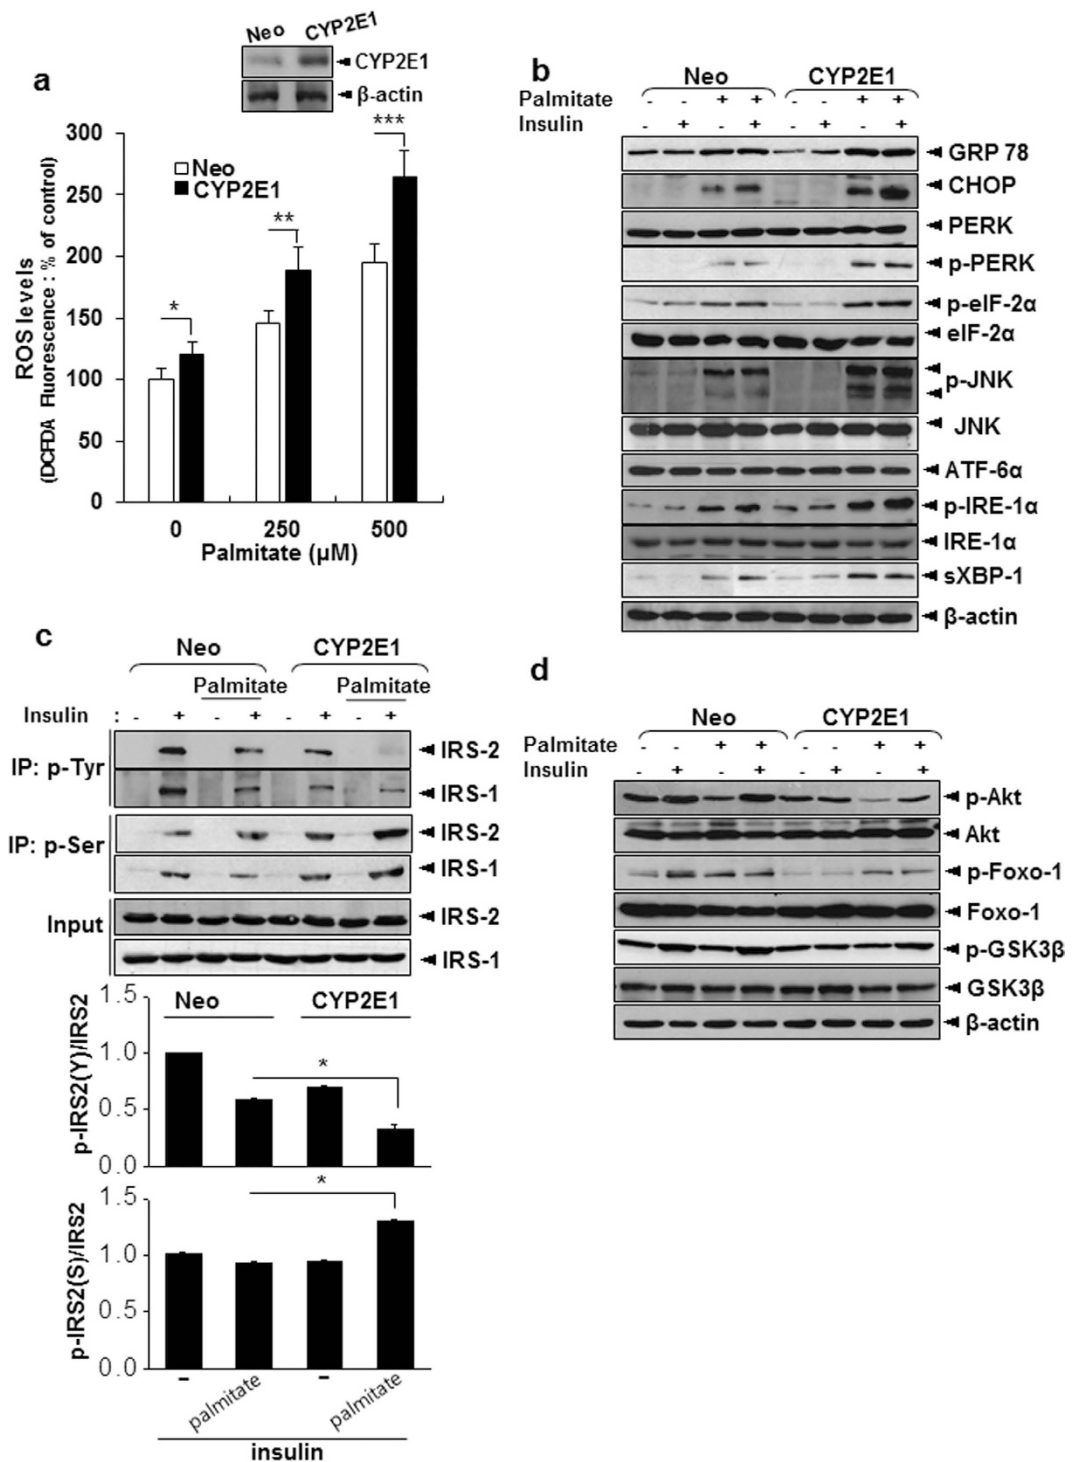 a
Neo CYP2E1
CYP2E1
β-actin
ROS levels
(DCFDA Fluorescence : % of control)
300
250
200
150
100
50
0
Neo
CYP2E1
*
**
***
0 250 500
Palmitate (μM)
b
Neo CYP2E1
Palmitate - - + + - - + +
Insulin - + - + - + - +
GRP 78
CHOP
PERK
p-PERK
p-eIF-2α
eIF-2α
p-JNK
JNK
ATF-6α
p-IRE-1α
IRE-1α
sXBP-1
β-actin
c
Neo CYP2E1
Palmitate Palmitate
Insulin : - + - + - + - +
IP: p-Tyr
IRS-2
IRS-1
IP: p-Ser
IRS-2
IRS-1
Input
IRS-2
IRS-1
p-IRS2(Y)/IRS2
1.5
1.0
0.5
0.0
Neo CYP2E1
*
p-IRS2(S)/IRS2
1.5
1.0
0.5
0.0
*
- palmitate - palmitate
insulin
d
Neo CYP2E1
Palmitate - - + + - - + +
Insulin - + - + - + - +
p-Akt
Akt
p-Foxo-1
Foxo-1
p-GSK3β
GSK3β
β-actin